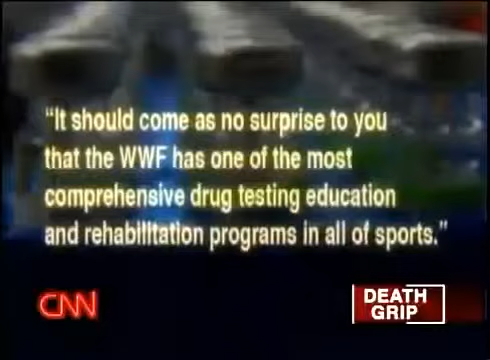 “It should come as no surprise to you
that the WWF has one of the most
comprehensive drug testing education
and rehabilitation programs in all of sports.”
CNN
DEATH
GRIP